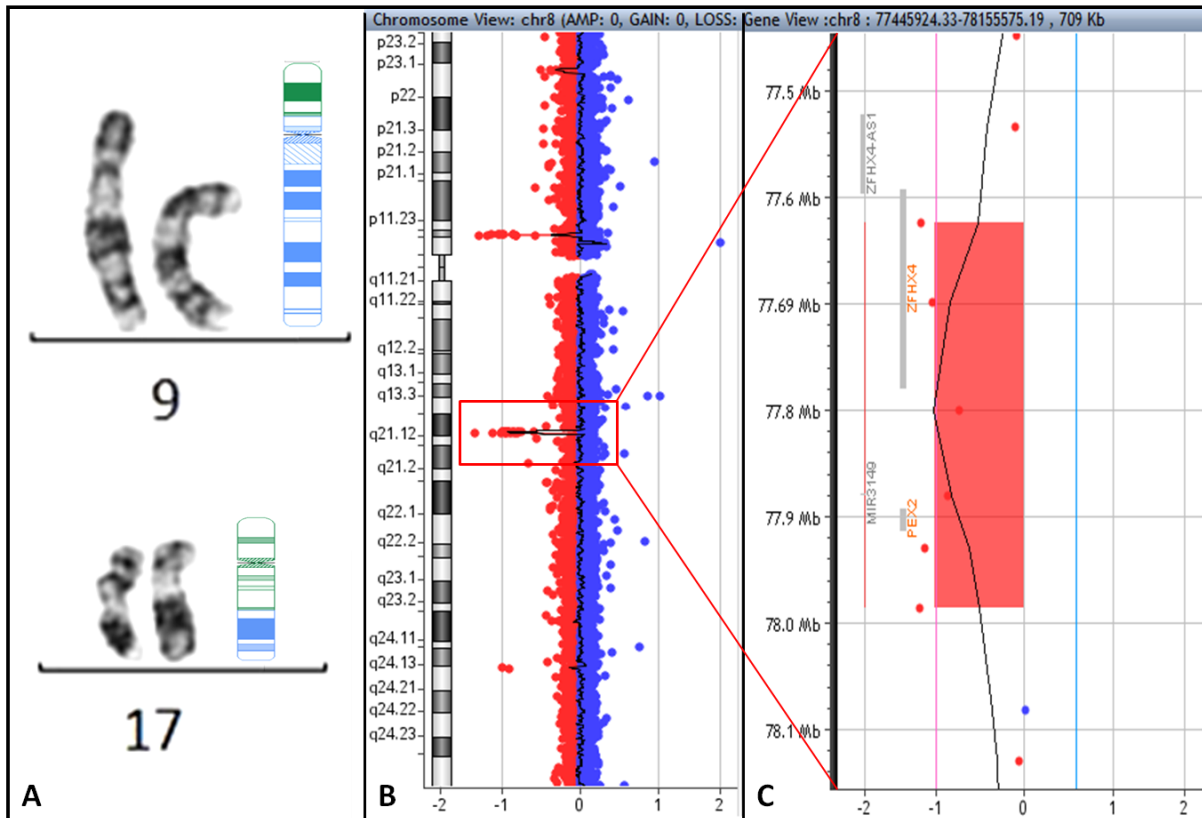 9
17
A
Chromosome View: chr8 (AMP: 0, GAIN: 0, LOSS:
p23.2
p23.1
p22
p21.3
p21.2
p21.1
p11.23
q11.21
q11.22
q12.2
q13.1
q13.3
q21.12
q21.2
q22.1
q22.2
q23.1
q23.2
q24.11
q24.13
q24.21
q24.22
q24.23
B
-2 -1 0 1 2
Gene View :chr8 : 77445924.33-78155575.19 , 709 Kb
77.5 Mb
77.6 Mb
77.69 Mb
77.8 Mb
77.9 Mb
78.0 Mb
78.1 Mb
ZFHX4-AS1
ZFHX4
MIR3149
PEX2
C
-2 -1 0 1 2